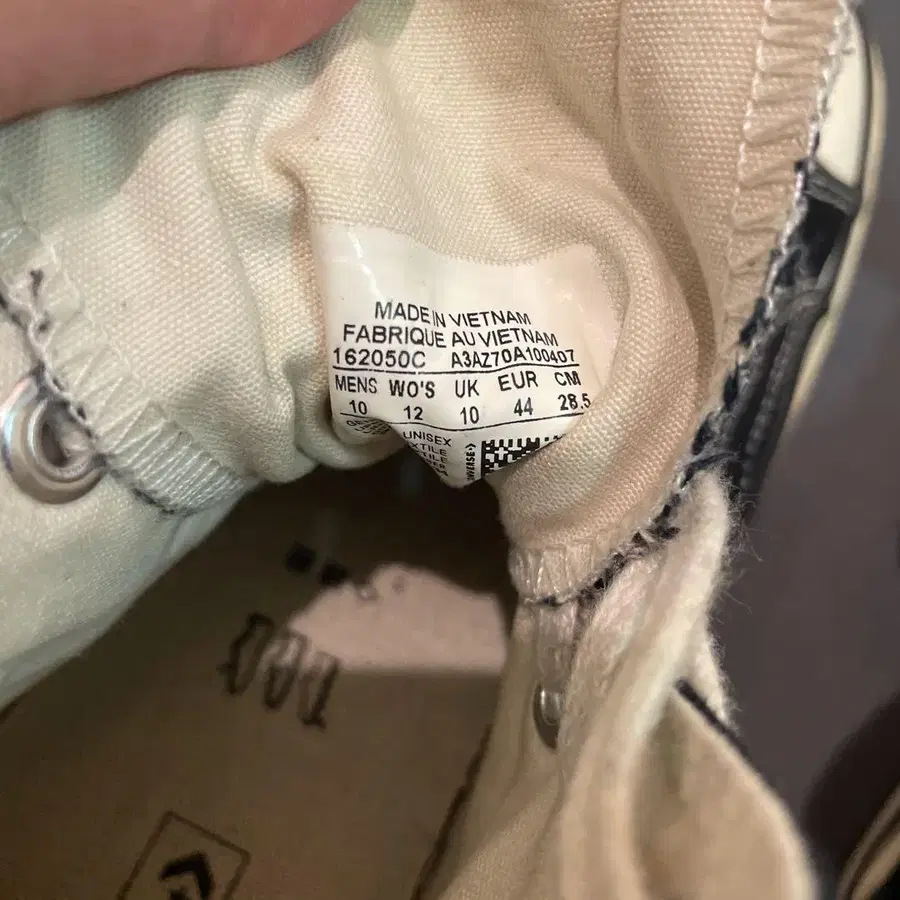 MADE IN VIETNAM
FABRIQUE AU VIETNAM
162050C A3AZ70A100407
MENS WO'S UK EUR CM
10 12 10 44 28.5
UNISEX